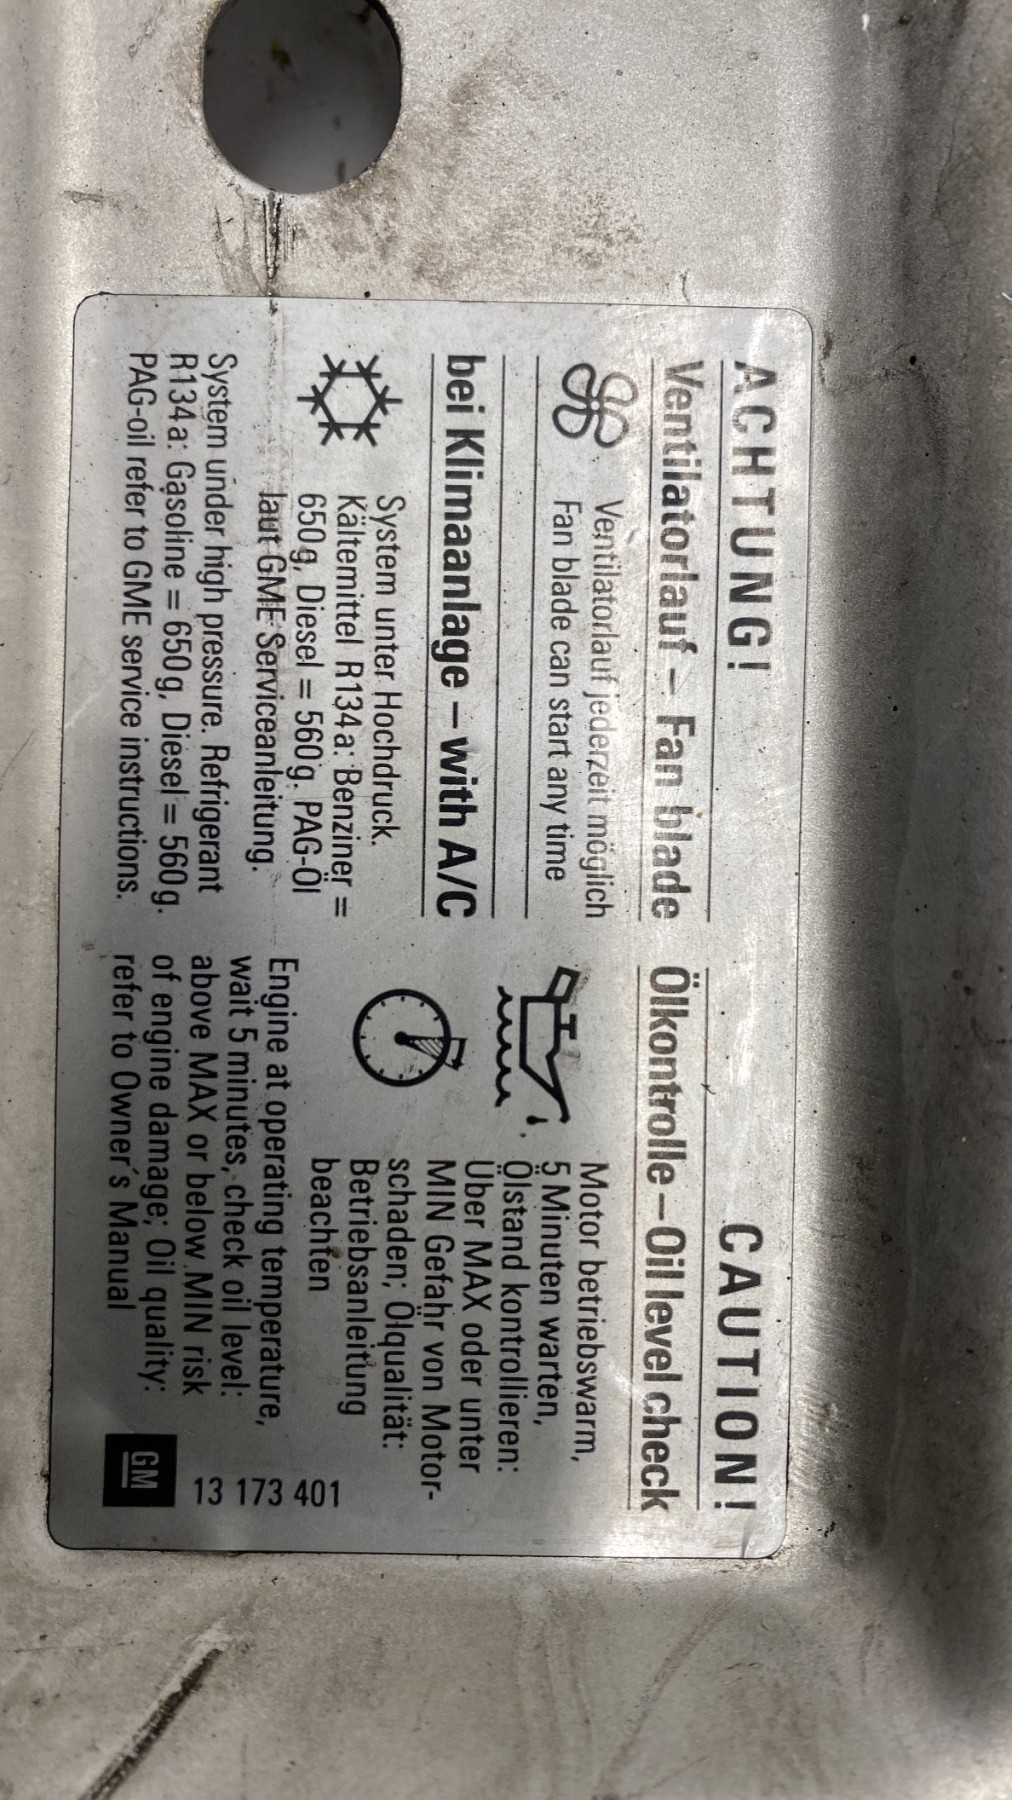 ACHTUNG! CAUTION!
Ventilatorlauf – Fan blade
Ventilatorlauf jederzeit möglich
Fan blade can start any time
bei Klimaanlage – with A/C
System unter Hochdruck.
Kältemittel R134a: Benziner =
650g, Diesel = 560g. PAG-Öl
laut GME Serviceanleitung.
System under high pressure. Refrigerant
R134a: Gasoline = 650g, Diesel = 560g.
PAG-oil refer to GME service instructions.
Ölkontrolle – Oil level check
Motor betriebswarm,
5 Minuten warten,
Ölstand kontrollieren:
Über MAX oder unter
MIN Gefahr von Motor-
schaden; Ölqualität:
Betriebsanleitung
beachten
Engine at operating temperature,
wait 5 minutes, check oil level:
above MAX or below MIN risk
of engine damage; Oil quality:
refer to Owner´s Manual
13 173 401
GM